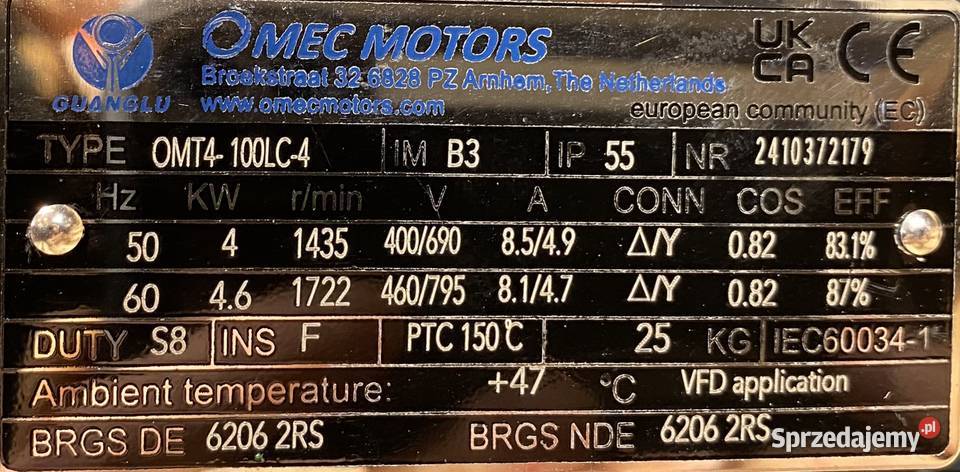 OMEC MOTORS
UK CA CE
Broekstraat 32 6828 PZ Arnhem, The Netherlands
GUANGLU www.omecmotors.com european community (EC)
TYPE OMT4-100LC-4 IM B3 IP 55 NR 2410372179
Hz KW r/min V A CONN COS EFF
50 4 1435 400/690 8.5/4.9 Δ/Y 0.82 83.1%
60 4.6 1722 460/795 8.1/4.7 Δ/Y 0.82 87%
DUTY S8 INS F PTC 150℃ 25 KG IEC60034-1
Ambient temperature: +47 °C VFD application
BRGS DE 6206 2RS BRGS NDE 6206 2RS
Sprzedajemy.pl